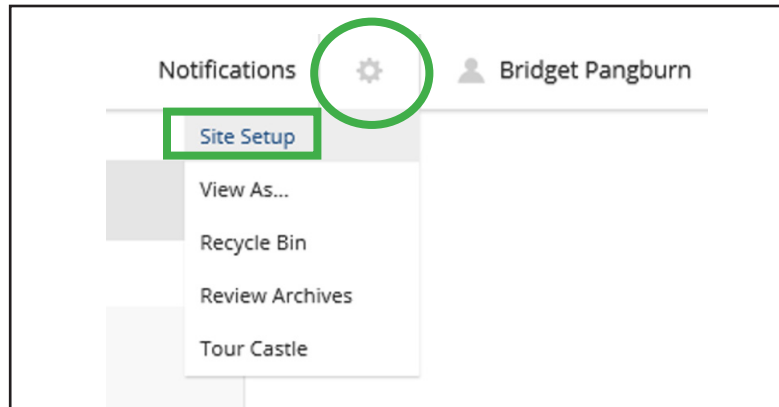 Notifications Bridget Pangburn
Site Setup
View As...
Recycle Bin
Review Archives
Tour Castle